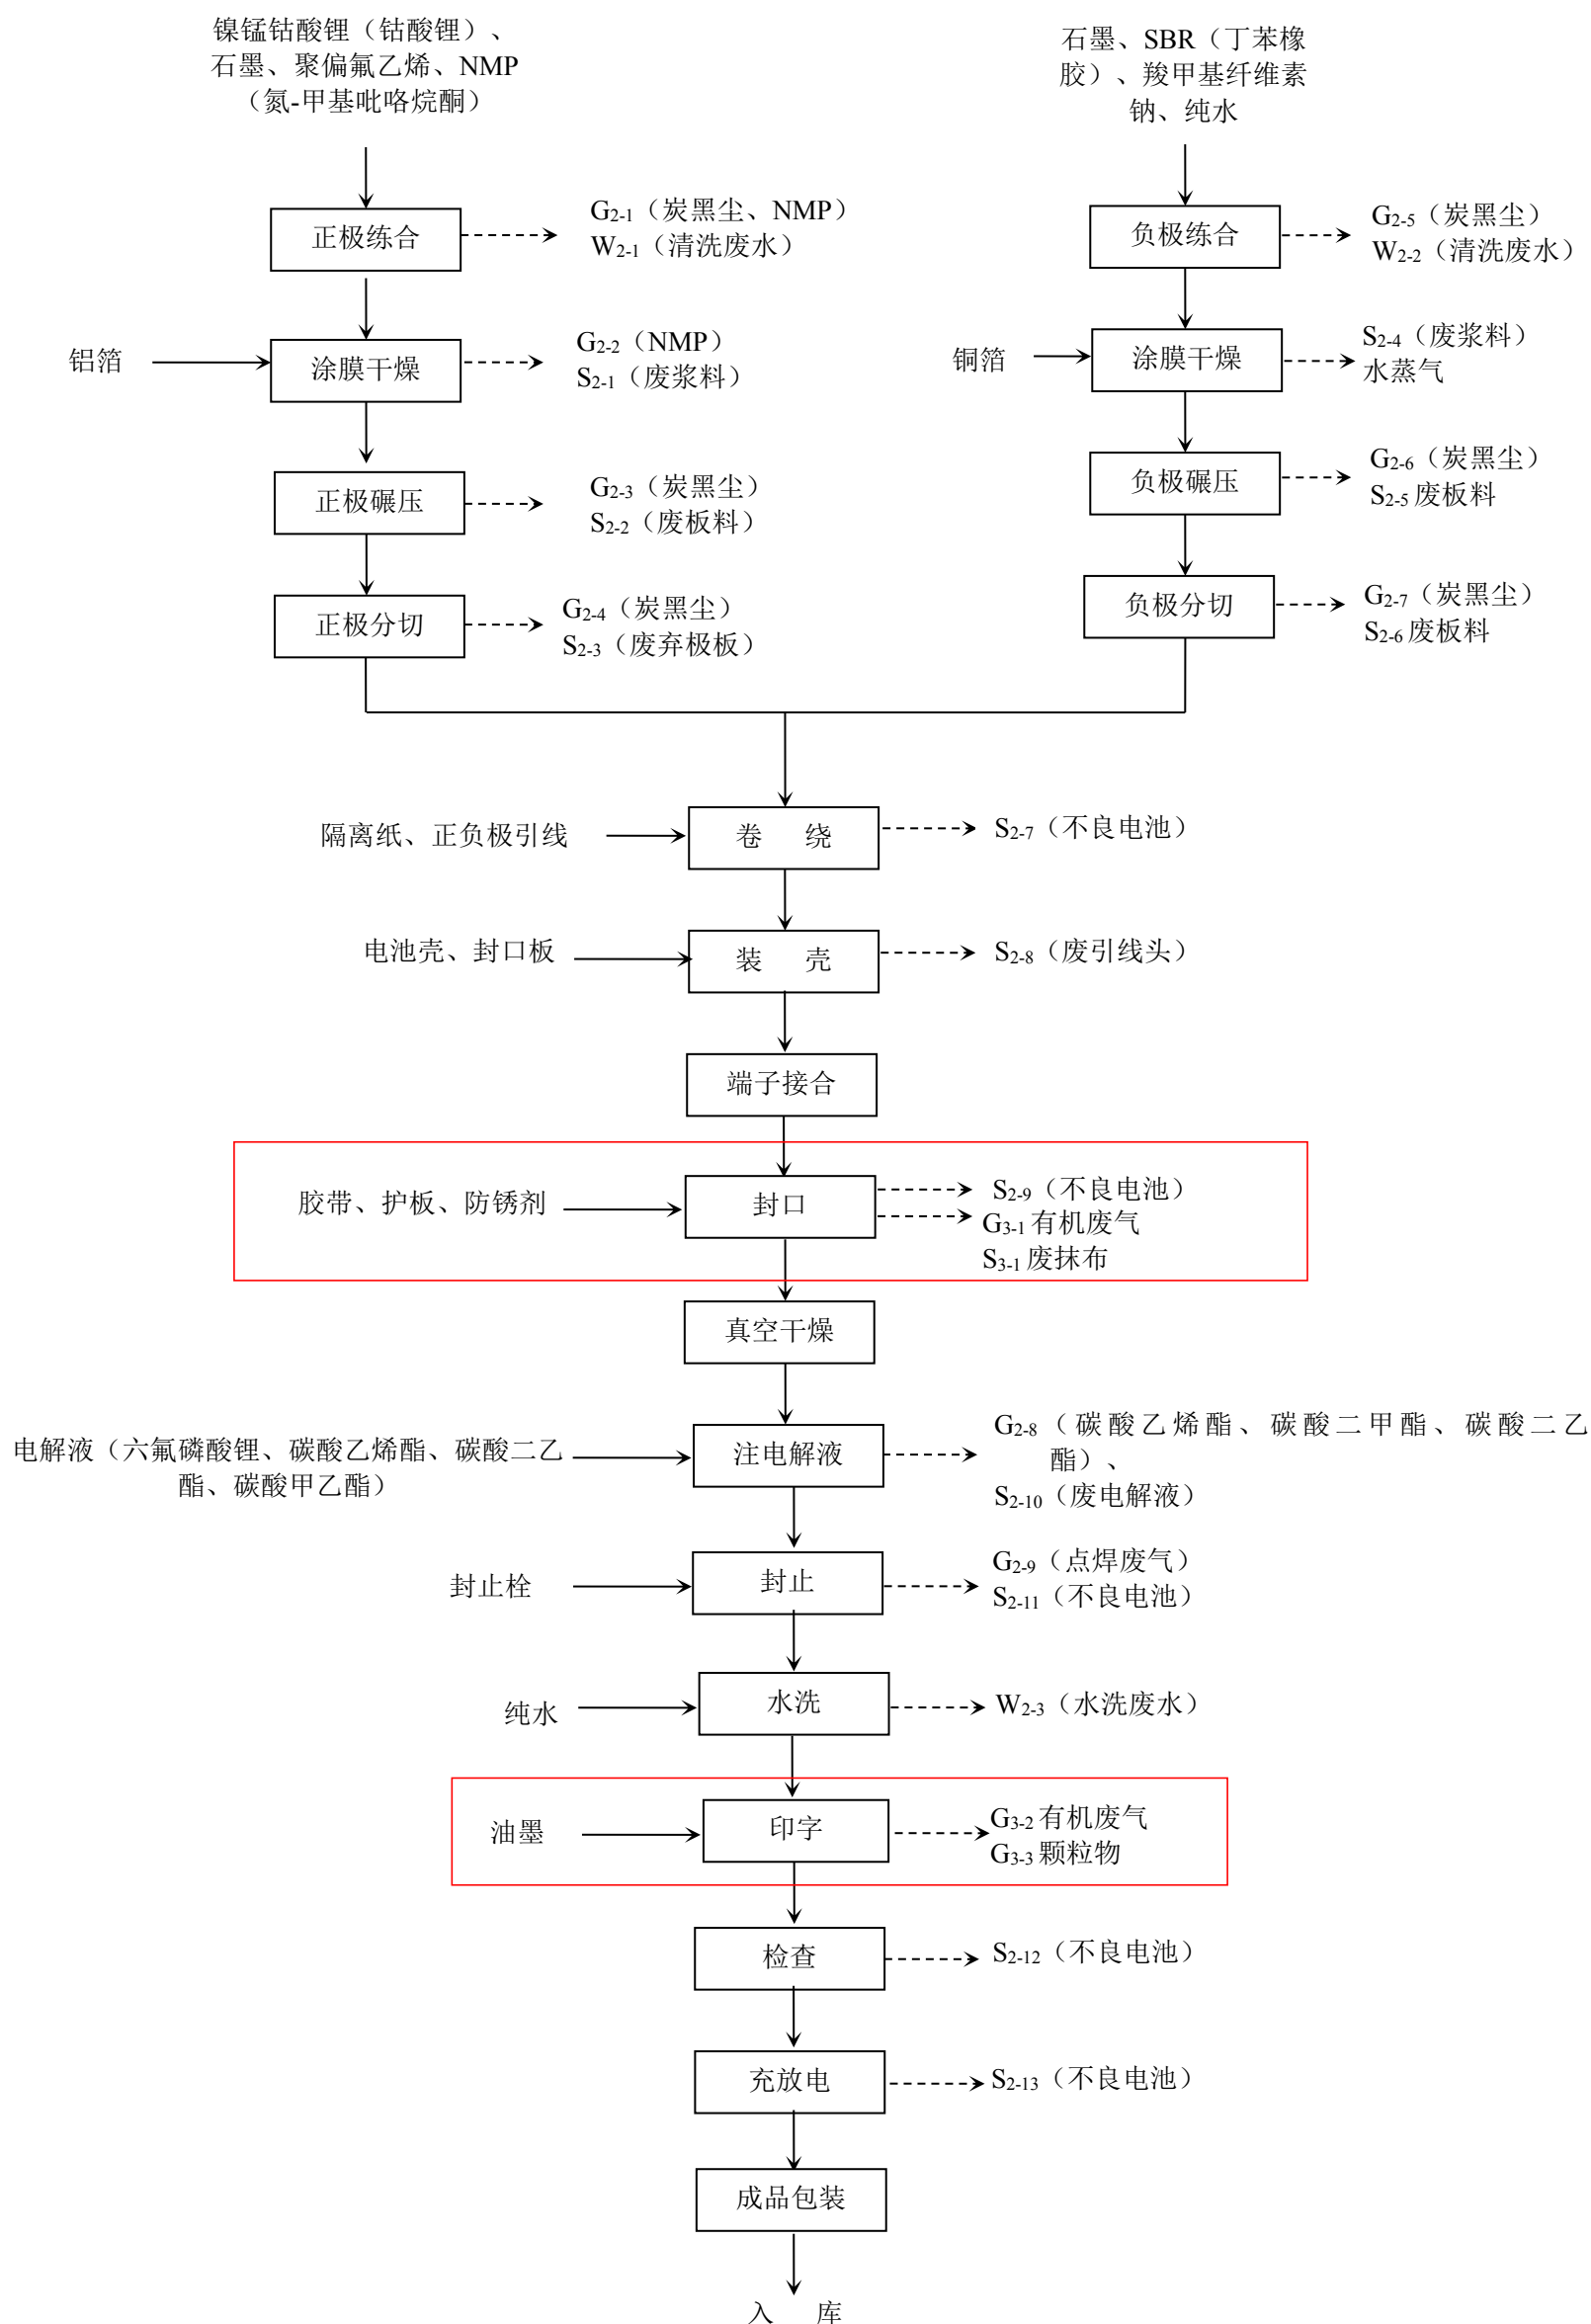 镍锰钴酸锂（钴酸锂）、
石墨、聚偏氟乙烯、NMP
（氮-甲基吡咯烷酮）
石墨、SBR（丁苯橡
胶）、羧甲基纤维素
钠、纯水
正极练合
G2-1（炭黑尘、NMP）
W2-1（清洗废水）
负极练合
G2-5（炭黑尘）
W2-2（清洗废水）
铝箔
涂膜干燥
G2-2（NMP）
S2-1（废浆料）
铜箔
涂膜干燥
S2-4（废浆料）
水蒸气
正极碾压
G2-3（炭黑尘）
S2-2（废板料）
负极碾压
G2-6（炭黑尘）
S2-5 废板料
正极分切
G2-4（炭黑尘）
S2-3（废弃极板）
负极分切
G2-7（炭黑尘）
S2-6 废板料
隔离纸、正负极引线
卷 绕
S2-7（不良电池）
电池壳、封口板
装 壳
S2-8（废引线头）
端子接合
胶带、护板、防锈剂
封口
S2-9（不良电池）
G3-1 有机废气
S3-1 废抹布
真空干燥
电解液（六氟磷酸锂、碳酸乙烯酯、碳酸二乙
酯、碳酸甲乙酯）
注电解液
G2-8（碳酸乙烯酯、碳酸二甲酯、碳酸二乙
酯）、
S2-10（废电解液）
封止栓
封止
G2-9（点焊废气）
S2-11（不良电池）
纯水
水洗
W2-3（水洗废水）
油墨
印字
G3-2 有机废气
G3-3 颗粒物
检查
S2-12（不良电池）
充放电
S2-13（不良电池）
成品包装
入 库